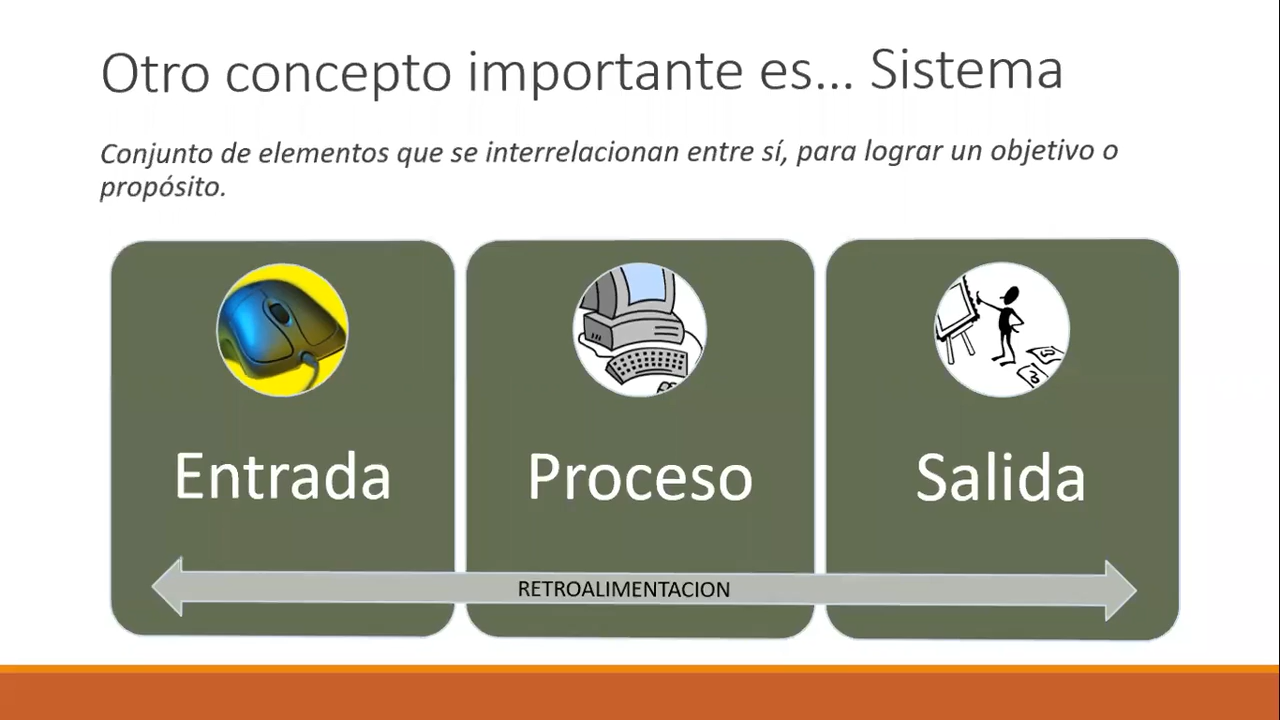 Otro concepto importante es... Sistema
Conjunto de elementos que se interrelacionan entre sí, para lograr un objetivo o
propósito.
Entrada
Proceso
Salida
RETROALIMENTACION